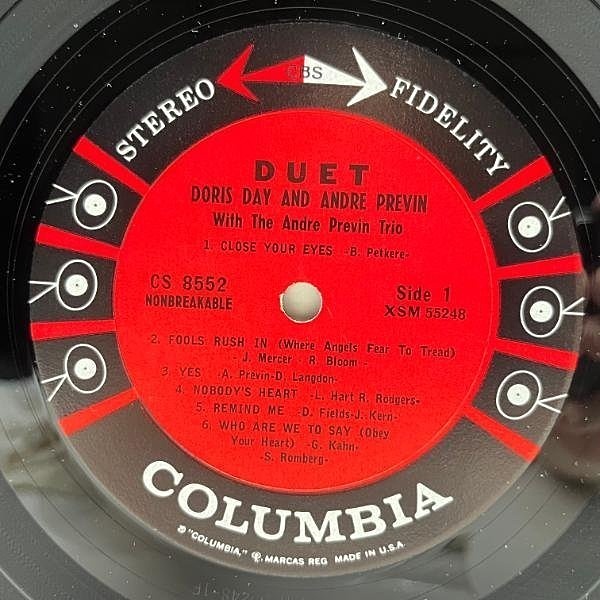 CBS
STEREO FIDELITY
DUET
DORIS DAY AND ANDRE PREVIN
With The Andre Previn Trio
1. CLOSE YOUR EYES -B. Petkere-
CS 8552
NONBREAKABLE
Side 1
XSM 55248
2. FOOLS RUSH IN (Where Angels Fear To Tread)
-J. Mercer - R. Bloom-
3. YES -A. Previn-D. Langdon-
4. NOBODY'S HEART -L. Hart R. Rodgers-
5. REMIND ME -D. Fields-J. Kern-
6. WHO ARE WE TO SAY (Obey
Your Heart) -G. Kahn-
-S. Romberg-
COLUMBIA
"COLUMBIA," MARCAS REG MADE IN U.S.A.